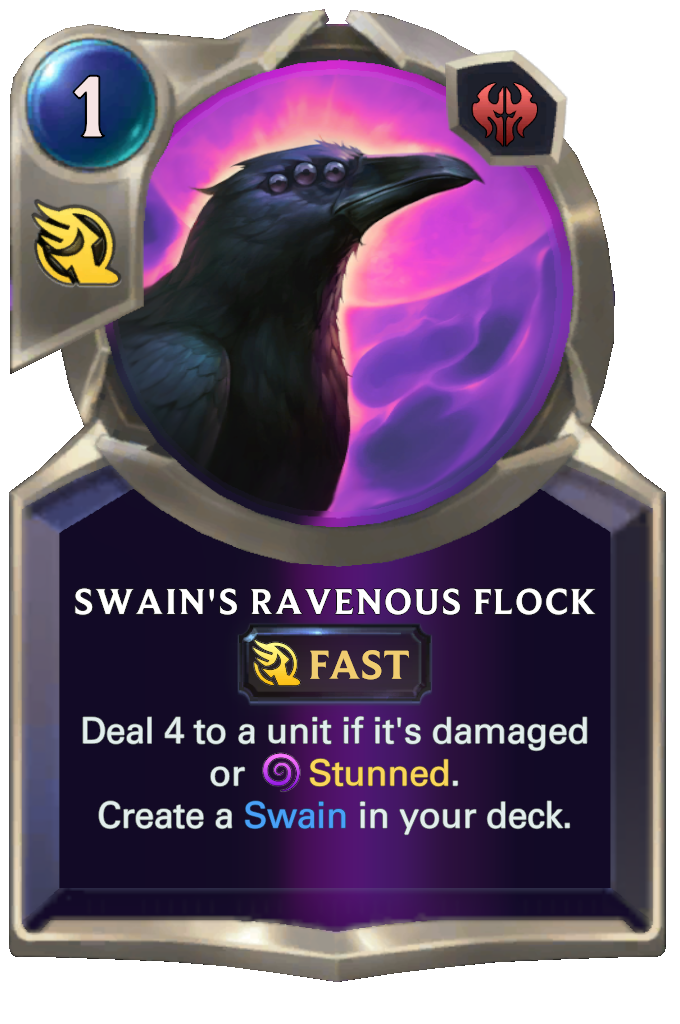 1
SWAIN'S RAVENOUS FLOCK
FAST
Deal 4 to a unit if it's damaged
or Stunned.
Create a Swain in your deck.